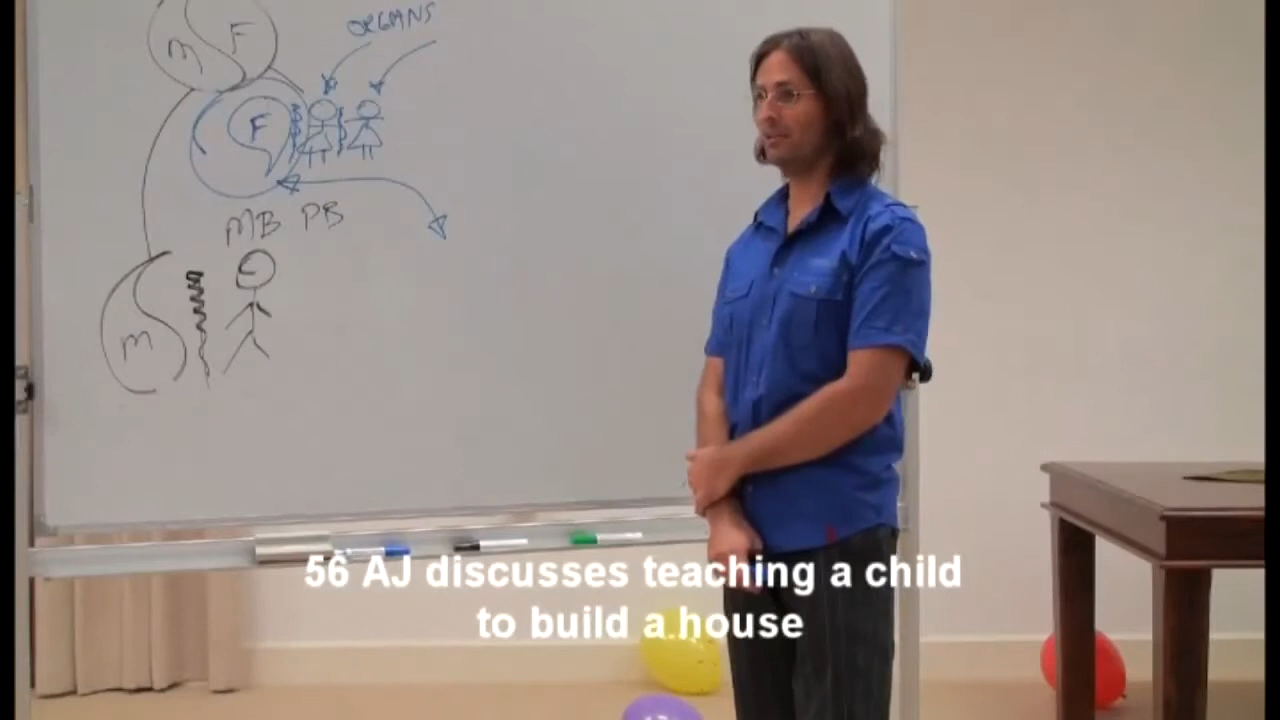 ORGANS
M F
F
MB PB
M
56 AJ discusses teaching a child
to build a house